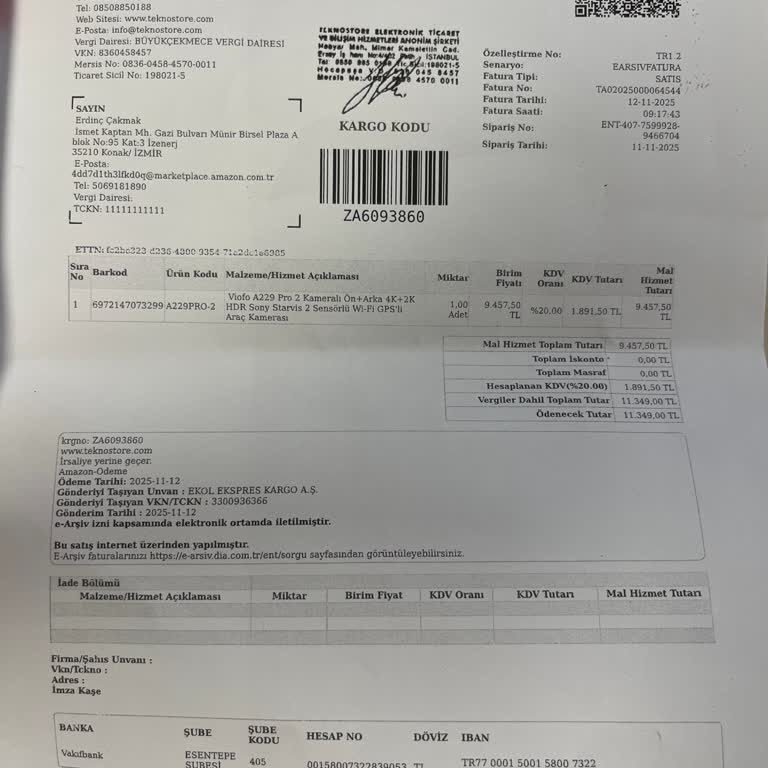 Tel: 08508850188
Web Sitesi: www.teknostore.com
E-Posta: info@teknostore.com
Vergi Dairesi: BÜYÜKÇEKMECE VERGİ DAİRESİ
VKN: 8360458457
Mersis No: 0836-0458-4570-0011
Ticaret Sicil No: 198021-5
TEKNOSTORE ELEKTRONİK TİCARET
VE BİLİŞİM HİZMETLERİ ANONİM ŞİRKETİ
Mah. Mimar Kemalettin Cad.
İSTANBUL
KARGO KODU
ZA6093860
Özelleştirme No: TR1.2
Senaryo: EARSIVFATURA
Fatura Tipi: SATIS
Fatura No: TA02025000064544
Fatura Tarihi: 12-11-2025
Fatura Saati: 09:17:43
Sipariş No: ENT-407-7599928-
9466704
Sipariş Tarihi: 11-11-2025
SAYIN
Erdinç Çakmak
İsmet Kaptan Mh. Gazi Bulvarı Münir Birsel Plaza A
blok No:95 Kat:3 İzenerj
35210 Konak/ İZMİR
E-Posta:
4dd7d1th3lfkd0q@marketplace.amazon.com.tr
Tel: 5069181890
Vergi Dairesi:
TCKN: 11111111111
ETTN:
Sıra No Barkod Ürün Kodu Malzeme/Hizmet Açıklaması Miktar Birim Fiyatı KDV Oranı KDV Tutarı Mal Hizmet Tutarı
1 6972147073299 A229PRO-2 Viofo A229 Pro 2 Kameralı Ön+Arka 4K+2K 1,00 9.457,50 %20.00 1.891,50 TL 9.457,50
HDR Sony Starvis 2 Sensörlü Wi-Fi GPS'li Adet TL TL
Araç Kamerası
Mal Hizmet Toplam Tutarı 9.457,50 TL
Toplam İskonto 0,00 TL
Toplam Masraf 0,00 TL
Hesaplanan KDV(%20.00) 1.891,50 TL
Vergiler Dahil Toplam Tutar 11.349,00 TL
Ödenecek Tutar 11.349,00 TL
krgno: ZA6093860
www.teknostore.com
İrsaliye yerine geçer.
Amazon-Odeme
Ödeme Tarihi: 2025-11-12
Gönderiyi Taşıyan Unvan : EKOL EKSPRES KARGO A.Ş.
Gönderiyi Taşıyan VKN/TCKN : 3300936366
Gönderim Tarihi : 2025-11-12
e-Arşiv izni kapsamında elektronik ortamda iletilmiştir.
Bu satış internet üzerinden yapılmıştır.
E-Arşiv faturalarınızı https://e-arsiv.dia.com.tr/ent/sorgu sayfasından görüntüleyebilirsiniz.
İade Bölümü
Malzeme/Hizmet Açıklaması Miktar Birim Fiyat KDV Oranı KDV Tutarı Mal Hizmet Tutarı
Firma/Şahıs Unvanı :
Vkn/Tckno :
Adres :
İmza Kaşe
BANKA ŞUBE ŞUBE KODU HESAP NO DÖVİZ IBAN
Vakıfbank ESENTEPE ŞUBESİ 405 00158007322839053 TL TR77 0001 5001 5800 7322